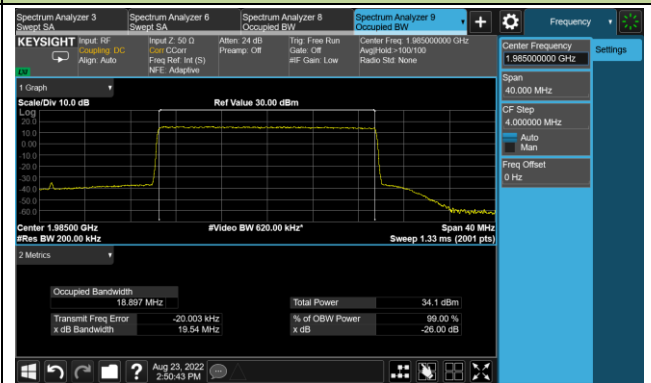 Spectrum Analyzer 3
Swept SA
Spectrum Analyzer 6
Swept SA
Spectrum Analyzer 8
Occupied BW
Spectrum Analyzer 9
Occupied BW
+
Frequency
KEYSIGHT
Input: RF
Coupling: DC
Align: Auto
Input Z: 50 Ω
Corr CCorr
Freq Ref: Int (S)
NFE: Adaptive
Atten: 24 dB
Preamp: Off
Trig: Free Run
Gate: Off
#IF Gain: Low
Center Freq: 1.985000000 GHz
Avg|Hold:>100/100
Radio Std: None
Center Frequency
1.985000000 GHz
Settings
Span
40.000 MHz
CF Step
4.000000 MHz
Auto
Man
Freq Offset
0 Hz
1 Graph
Scale/Div 10.0 dB
Ref Value 30.00 dBm
Log
20.0
10.0
0.00
-10.0
-20.0
-30.0
-40.0
-50.0
-60.0
Center 1.98500 GHz
#Video BW 620.00 kHz*
Span 40 MHz
#Res BW 200.00 kHz
Sweep 1.33 ms (2001 pts)
2 Metrics
Occupied Bandwidth
18.897 MHz
Total Power
34.1 dBm
Transmit Freq Error
-20.003 kHz
% of OBW Power
99.00 %
x dB Bandwidth
19.54 MHz
x dB
-26.00 dB
?
Aug 23, 2022
2:50:43 PM